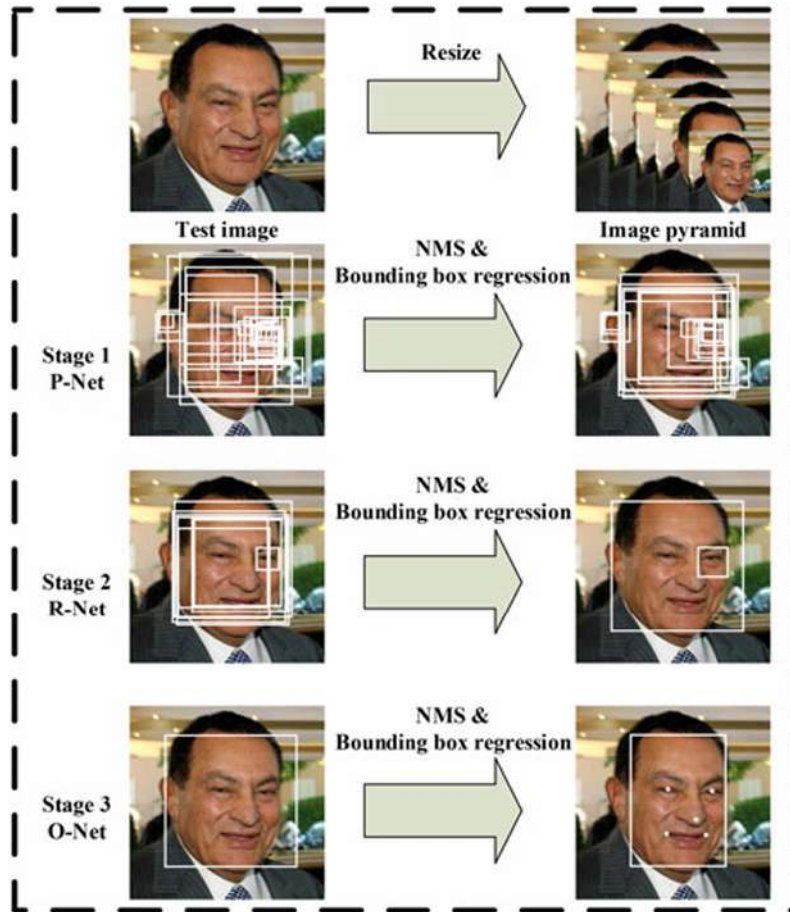 Resize
Test image
Image pyramid
NMS &
Bounding box regression
Stage 1
P-Net
NMS &
Bounding box regression
Stage 2
R-Net
NMS &
Bounding box regression
Stage 3
O-Net